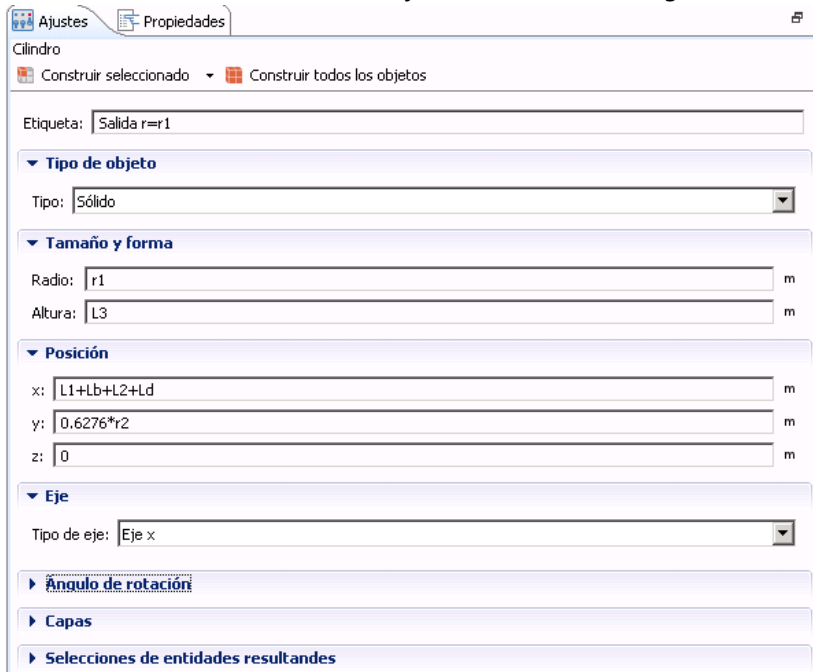 Ajustes Propiedades
Cilindro
Construir seleccionado Construir todos los objetos
Etiqueta: Salida r=r1
Tipo de objeto
Tipo: Sólido
Tamaño y forma
Radio: r1 m
Altura: L3 m
Posición
x: L1+Lb+L2+Ld m
y: 0.6276*r2 m
z: 0 m
Eje
Tipo de eje: Eje x
Ángulo de rotación
Capas
Selecciones de entidades resultandes